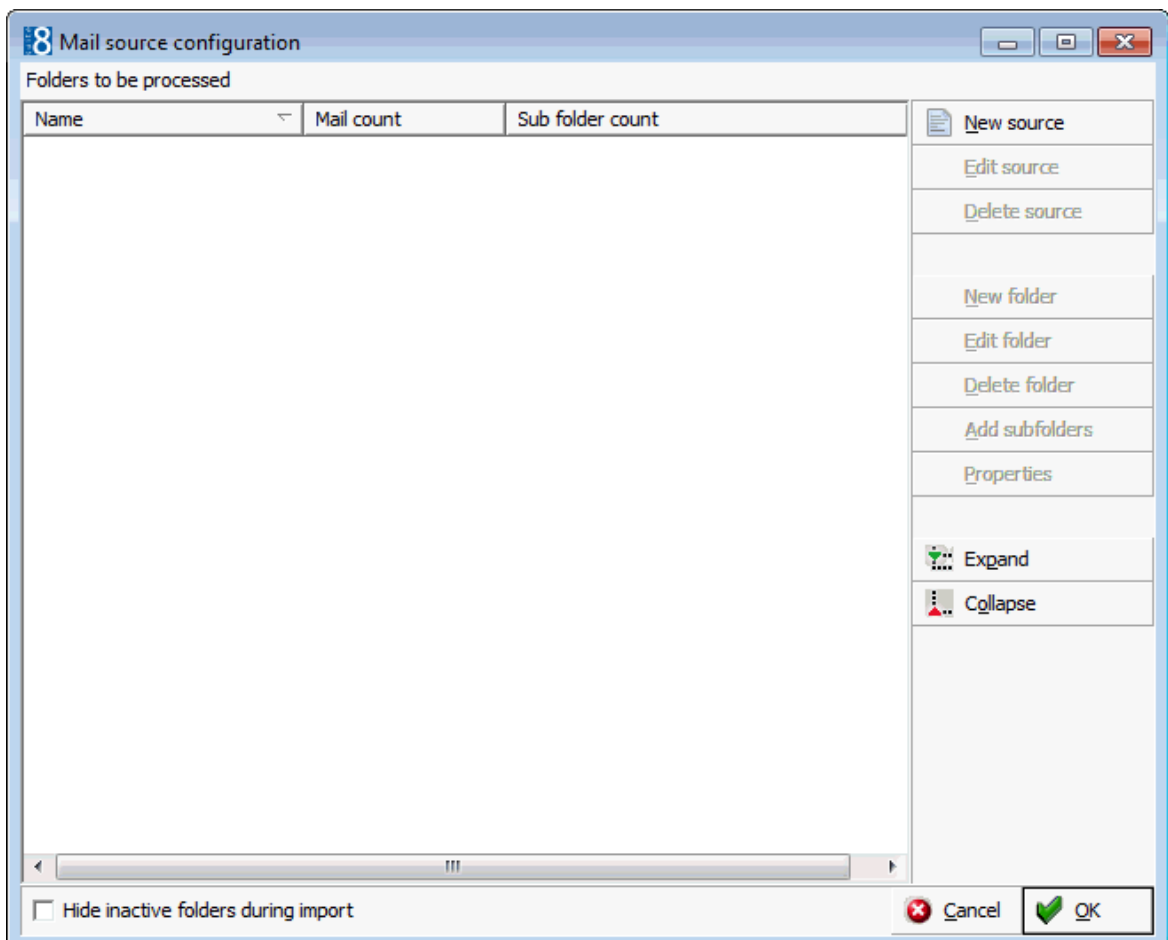 8 Mail source configuration
Folders to be processed
Name Mail count Sub folder count
New source
Edit source
Delete source
New folder
Edit folder
Delete folder
Add subfolders
Properties
Expand
Collapse
Hide inactive folders during import Cancel OK